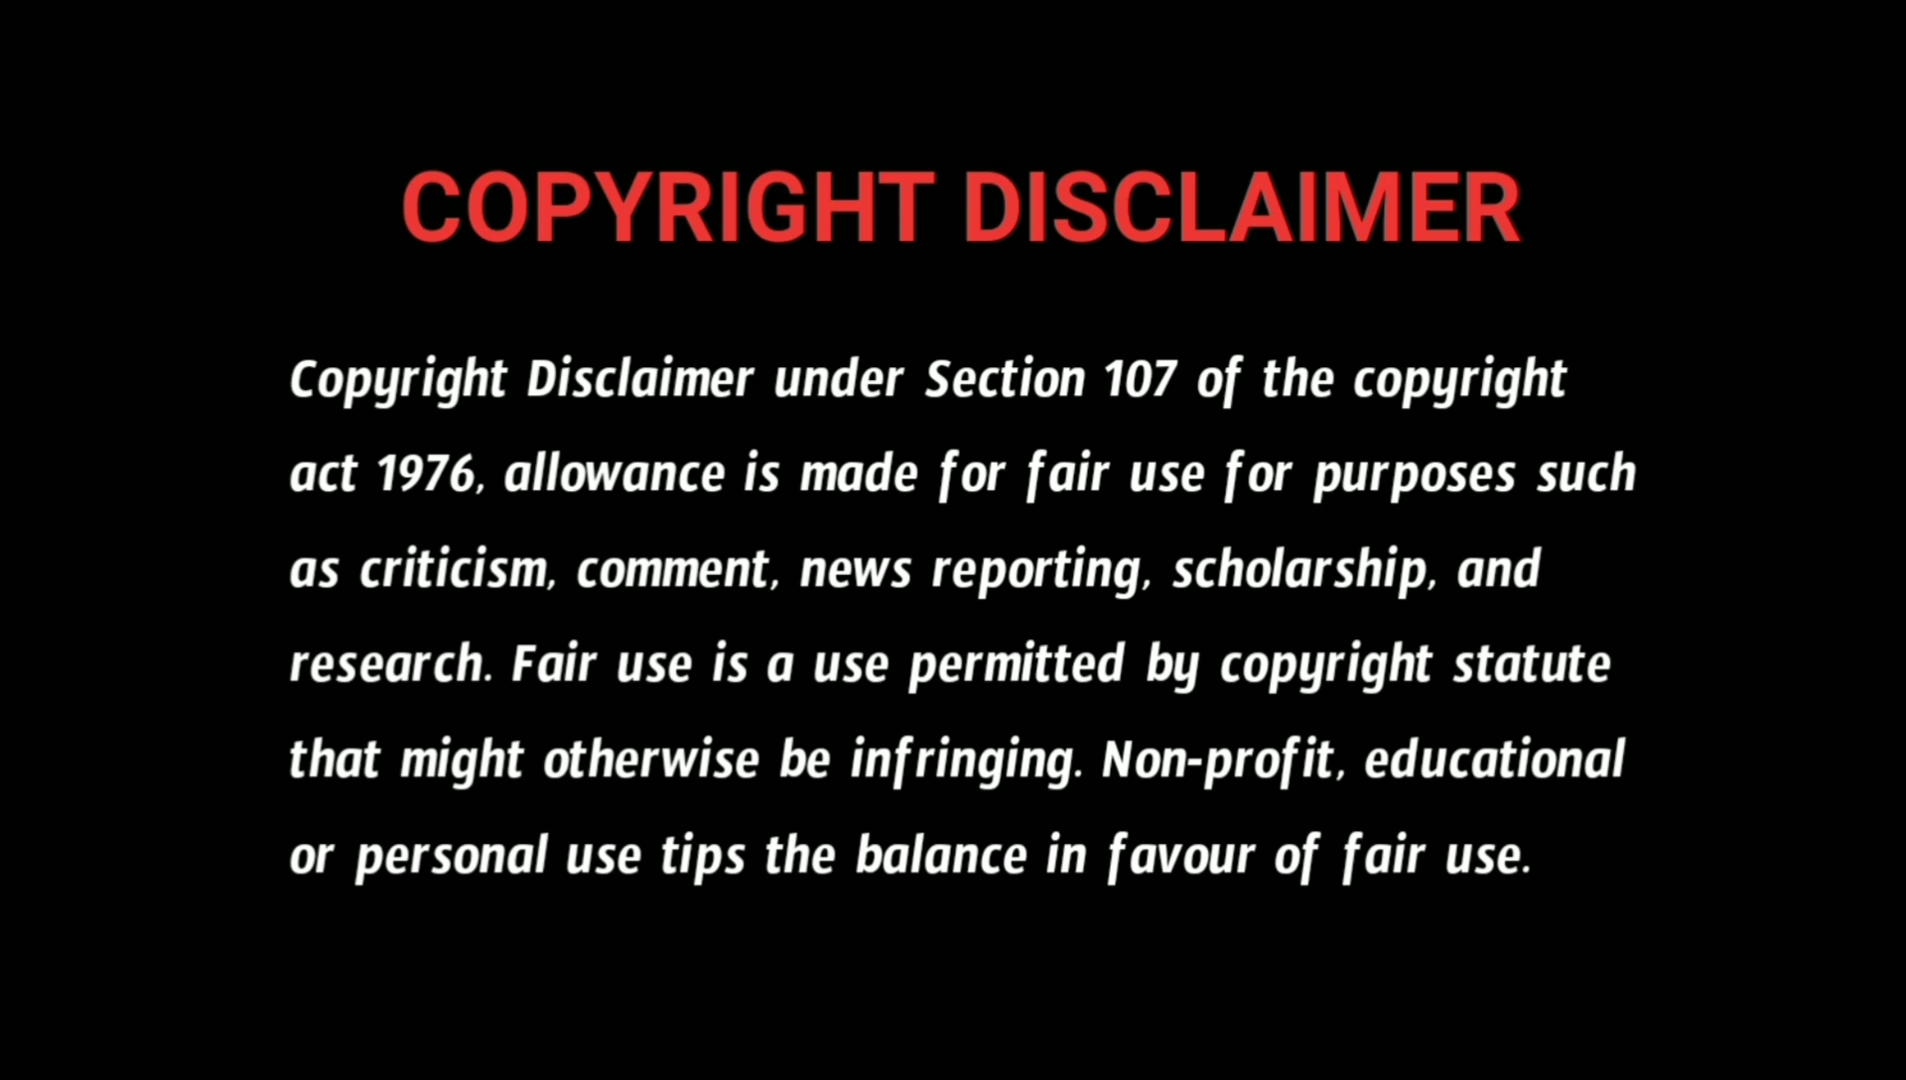 COPYRIGHT DISCLAIMER
Copyright Disclaimer under Section 107 of the copyright
act 1976, allowance is made for fair use for purposes such
as criticism, comment, news reporting, scholarship, and
research. Fair use is a use permitted by copyright statute
that might otherwise be infringing. Non-profit, educational
or personal use tips the balance in favour of fair use.